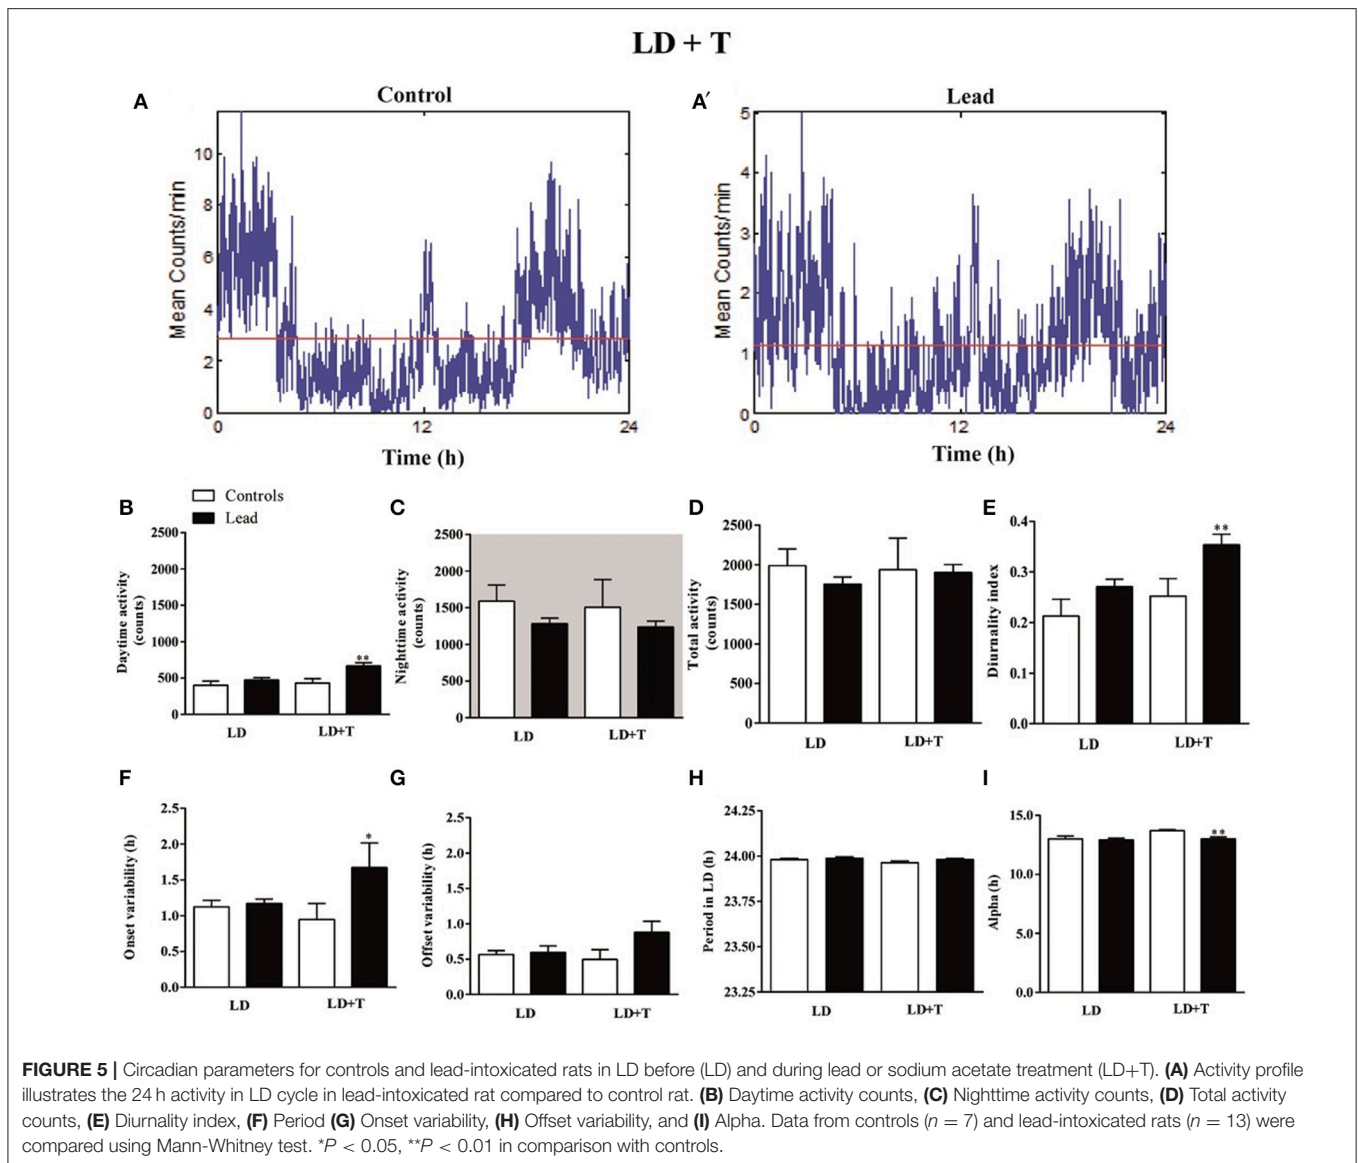 LD + T
A
Control
A′
Lead
Mean Counts/min
10
8
6
4
2
0
0
12
24
Time (h)
Mean Counts/min
5
4
3
2
1
0
0
12
24
Time (h)
Controls
Lead
B
Daytime activity
(counts)
2500
2000
1500
1000
500
0
**
LD
LD+T
C
Nighttime activity
(counts)
2500
2000
1500
1000
500
0
LD
LD+T
D
Total activity
(counts)
2500
2000
1500
1000
500
0
LD
LD+T
E
Diurnality index
0.4
0.3
0.2
0.1
0.0
**
LD
LD+T
F
Onset variability (h)
2.5
2.0
1.5
1.0
0.5
0.0
*
LD
LD+T
G
Offset variability (h)
2.5
2.0
1.5
1.0
0.5
0.0
LD
LD+T
H
Period in LD (h)
24.25
24.00
23.75
23.50
23.25
LD
LD+T
I
Alpha (h)
15.0
10.0
5.0
0.0
**
LD
LD+T
FIGURE 5 | Circadian parameters for controls and lead-intoxicated rats in LD before (LD) and during lead or sodium acetate treatment (LD+T). (A) Activity profile
illustrates the 24 h activity in LD cycle in lead-intoxicated rat compared to control rat. (B) Daytime activity counts, (C) Nighttime activity counts, (D) Total activity
counts, (E) Diurnality index, (F) Period (G) Onset variability, (H) Offset variability, and (I) Alpha. Data from controls (n = 7) and lead-intoxicated rats (n = 13) were
compared using Mann-Whitney test. *P < 0.05, **P < 0.01 in comparison with controls.